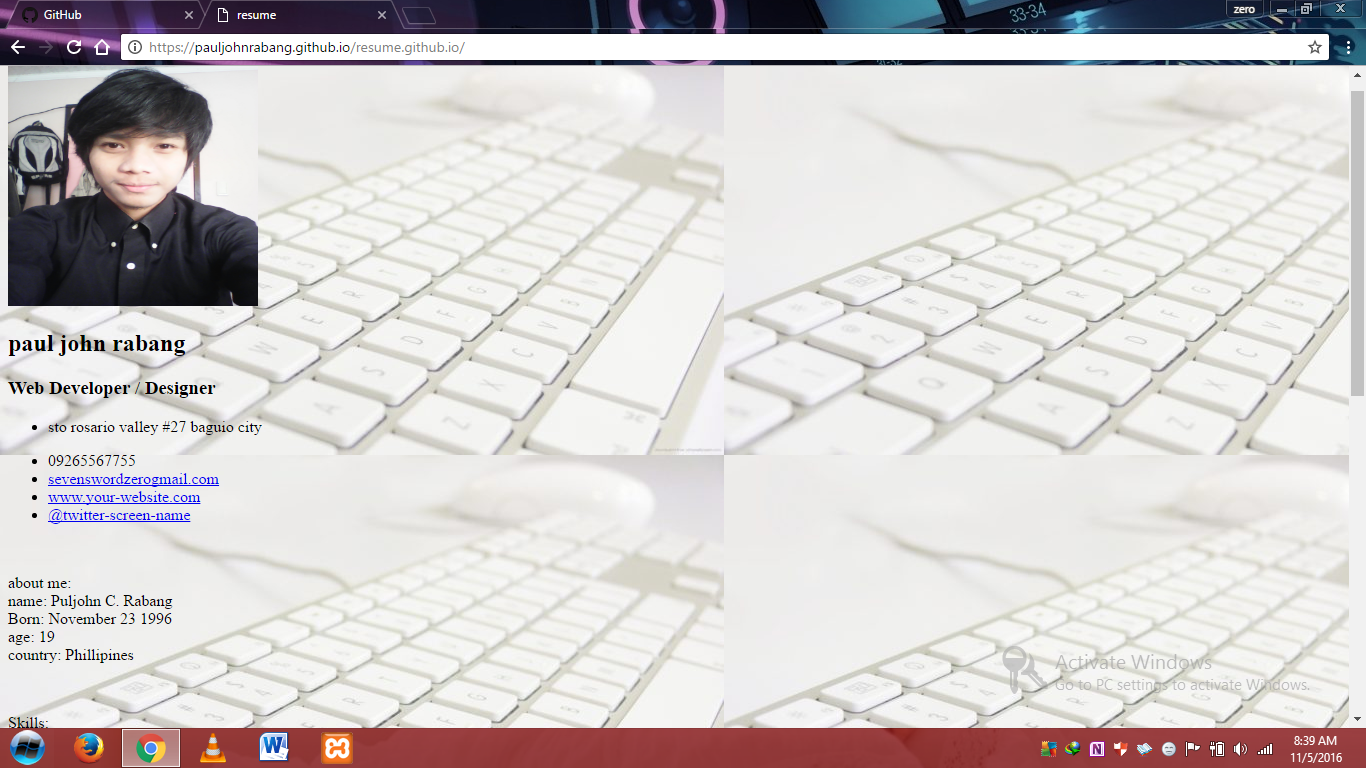 GitHub
resume
33-34
zero
https://pauljohnrabang.github.io/resume.github.io/
paul john rabang
Web Developer / Designer
sto rosario valley #27 baguio city
09265567755
sevenswordzerogmail.com
www.your-website.com
@twitter-screen-name
about me:
name: Puljohn C. Rabang
Born: November 23 1996
age: 19
country: Phillipines
Activate Windows
Go to PC settings to activate Windows.
Skills:
8:39 AM
11/5/2016